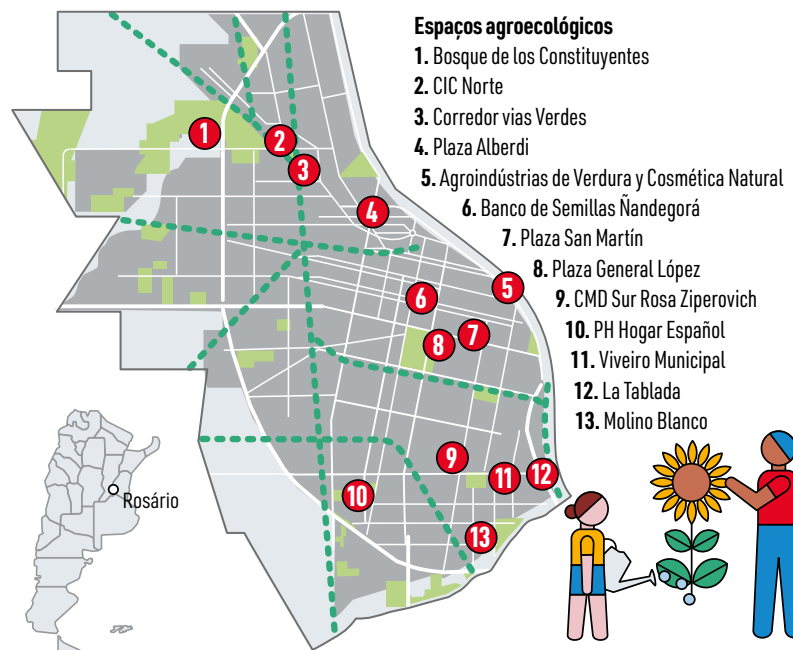 Espaços agroecológicos
1. Bosque de los Constituyentes
2. CIC Norte
3. Corredor vias Verdes
4. Plaza Alberdi
5. Agroindústrias de Verdura y Cosmética Natural
6. Banco de Semillas Ñandegorá
7. Plaza San Martín
8. Plaza General López
9. CMD Sur Rosa Ziperovich
10. PH Hogar Español
11. Viveiro Municipal
12. La Tablada
13. Molino Blanco
1
2
3
4
5
6
7
8
9
10
11
12
13
Rosário